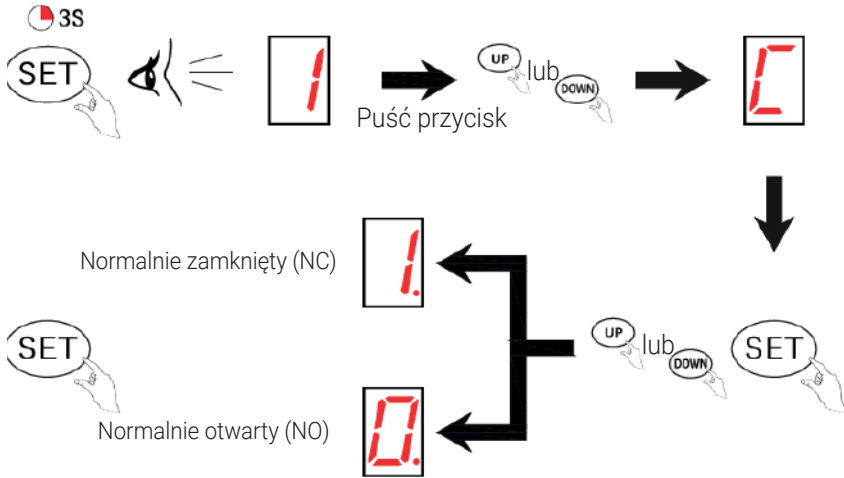 3S
SET
1
Puść przycisk
UP
lub
DOWN
C
Normalnie zamknięty (NC)
1.
SET
Normalnie otwarty (NO)
0.
UP
lub
DOWN
SET